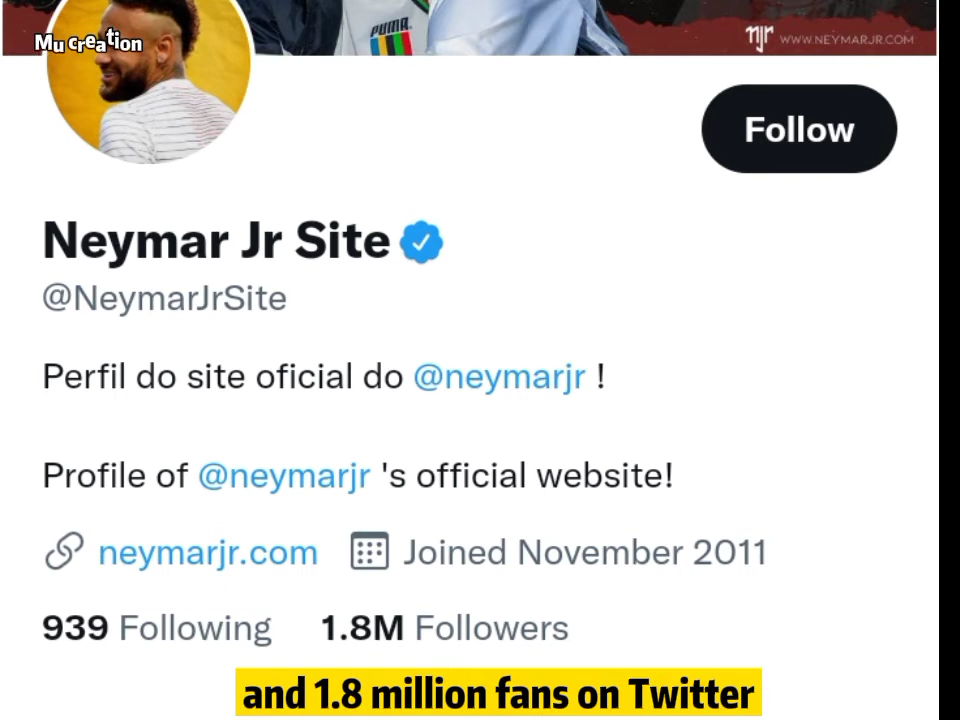 PUMA
Mu creation
njr WWW.NEYMARJR.COM
Follow
Neymar Jr Site
@NeymarJrSite
Perfil do site oficial do @neymarjr !
Profile of @neymarjr 's official website!
neymarjr.com Joined November 2011
939 Following 1.8M Followers
and 1.8 million fans on Twitter